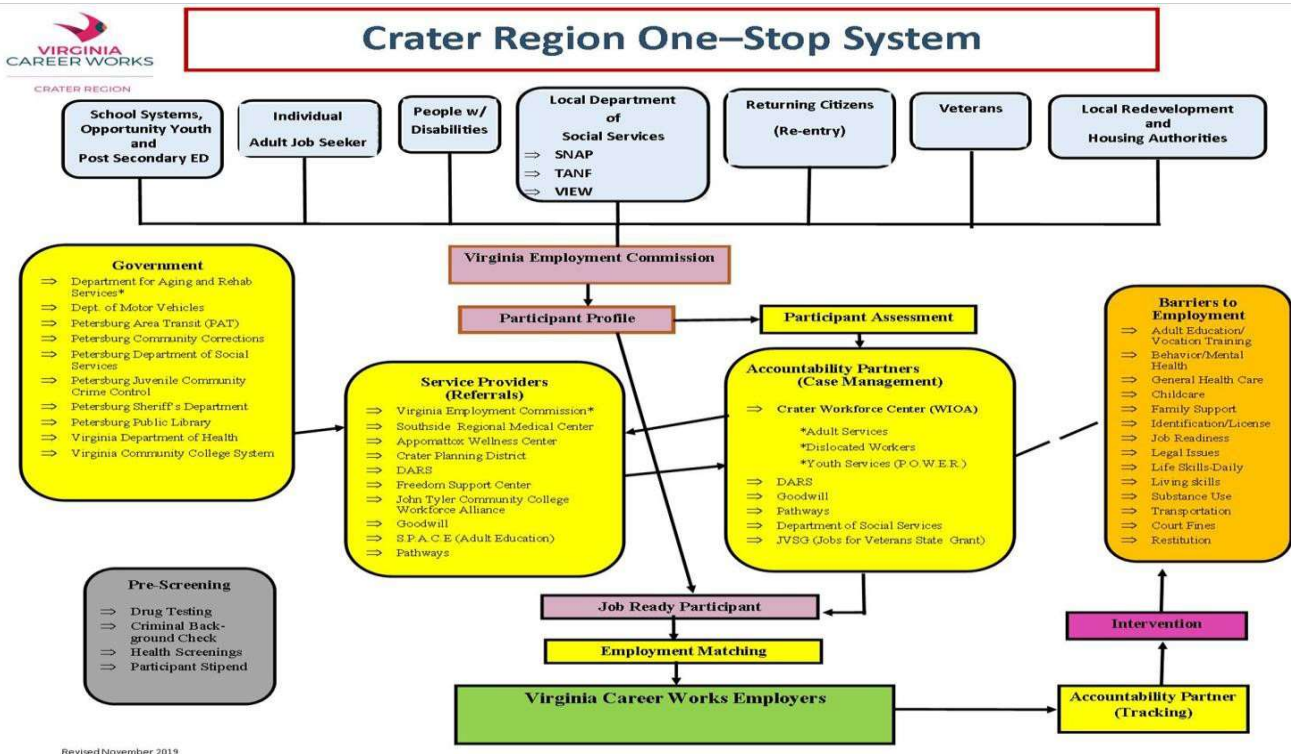 VIRGINIA
CAREER WORKS
CRATER REGION
Crater Region One–Stop System
School Systems,
Opportunity Youth
and
Post Secondary ED
Individual
Adult Job Seeker
People w/
Disabilities
Local Department
of
Social Services
⇒ SNAP
⇒ TANF
⇒ VIEW
Returning Citizens
(Re-entry)
Veterans
Local Redevelopment
and
Housing Authorities
Virginia Employment Commission
Participant Profile
Participant Assessment
Government
⇒ Department for Aging and Rehab
Services*
⇒ Dept. of Motor Vehicles
⇒ Petersburg Area Transit (PAT)
⇒ Petersburg Community Corrections
⇒ Petersburg Department of Social
Services
⇒ Petersburg Juvenile Community
Crime Control
⇒ Petersburg Sheriff's Department
⇒ Petersburg Public Library
⇒ Virginia Department of Health
⇒ Virginia Community College System
Service Providers
(Referrals)
⇒ Virginia Employment Commission*
⇒ Southside Regional Medical Center
⇒ Appomattox Wellness Center
⇒ Crater Planning District
⇒ DARS
⇒ Freedom Support Center
⇒ John Tyler Community College
Workforce Alliance
⇒ Goodwill
⇒ S.P.A.C.E (Adult Education)
⇒ Pathways
Accountability Partners
(Case Management)
⇒ Crater Workforce Center (WIOA)
*Adult Services
*Dislocated Workers
*Youth Services (P.O.W.E.R.)
⇒ DARS
⇒ Goodwill
⇒ Pathways
⇒ Department of Social Services
⇒ JVSG (Jobs for Veterans State Grant)
Barriers to
Employment
⇒ Adult Education/
Vocation Training
⇒ Behavior/Mental
Health
⇒ General Health Care
⇒ Childcare
⇒ Family Support
⇒ Identification/License
⇒ Job Readiness
⇒ Legal Issues
⇒ Life Skills-Daily
⇒ Living skills
⇒ Substance Use
⇒ Transportation
⇒ Court Fines
⇒ Restitution
Pre-Screening
⇒ Drug Testing
⇒ Criminal Back-
ground Check
⇒ Health Screenings
⇒ Participant Stipend
Job Ready Participant
Employment Matching
Virginia Career Works Employers
Intervention
Accountability Partner
(Tracking)
Revised November 2019